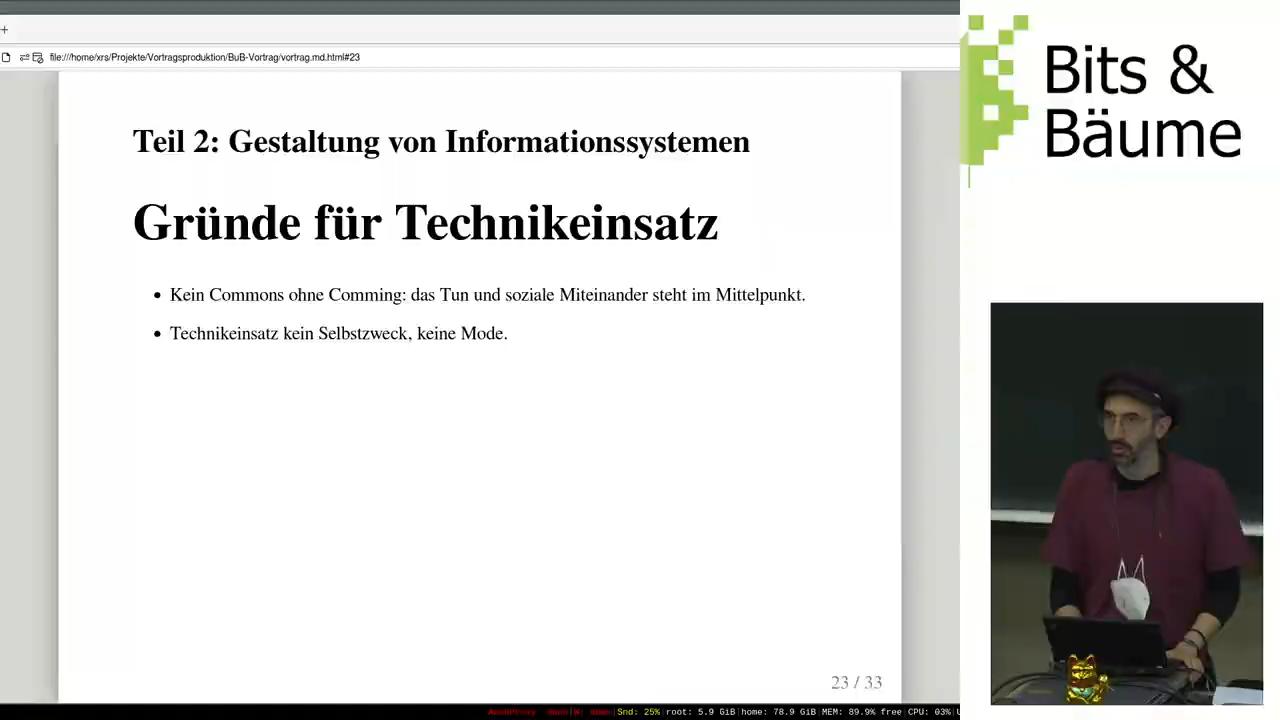 +
file:///home/xrs/Projekte/Vortragsproduktion/BuB-Vortrag/vortrag.md.html#23
Bits &
Bäume
Teil 2: Gestaltung von Informationssystemen
Gründe für Technikeinsatz
Kein Commons ohne Comming: das Tun und soziale Miteinander steht im Mittelpunkt.
Technikeinsatz kein Selbstzweck, keine Mode.
23 / 33
Snd: 25% root: 5.9 GiB home: 78.9 GiB MEM: 89.9% free CPU: 03%